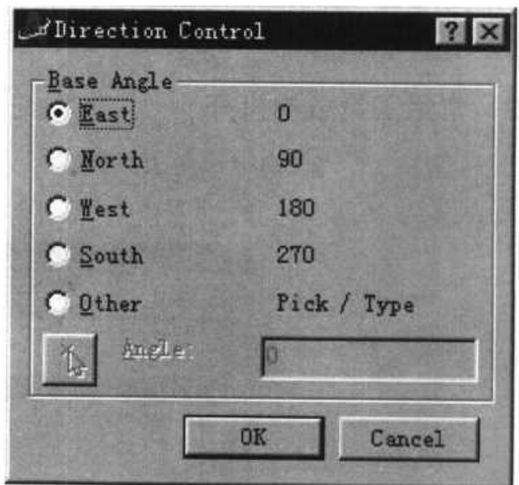 Direction Control
Base Angle
East 0
North 90
West 180
South 270
Other Pick / Type
Angle: 0
OK Cancel